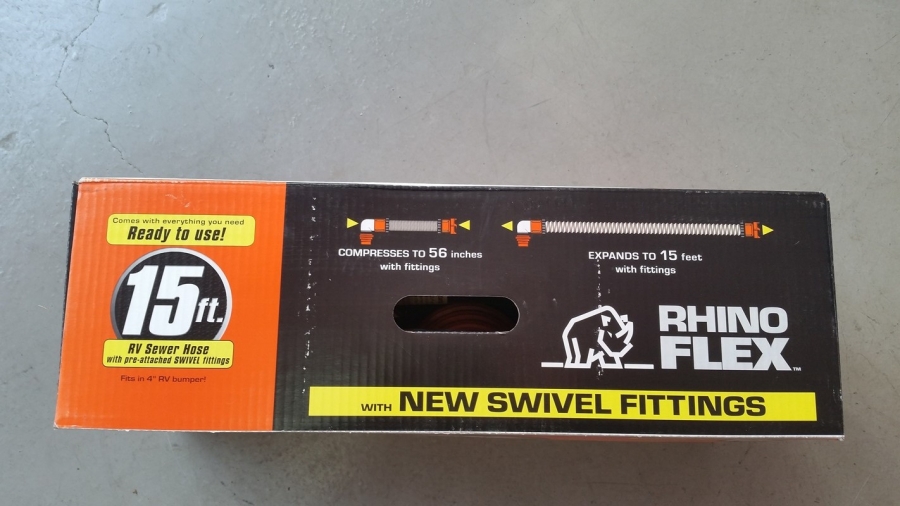 Comes with everything you need
Ready to use!
15ft.
RV Sewer Hose
with pre-attached SWIVEL fittings
Fits in 4" RV bumper!
COMPRESSES TO 56 inches
with fittings
EXPANDS TO 15 feet
with fittings
RHINO
FLEX™
WITH NEW SWIVEL FITTINGS